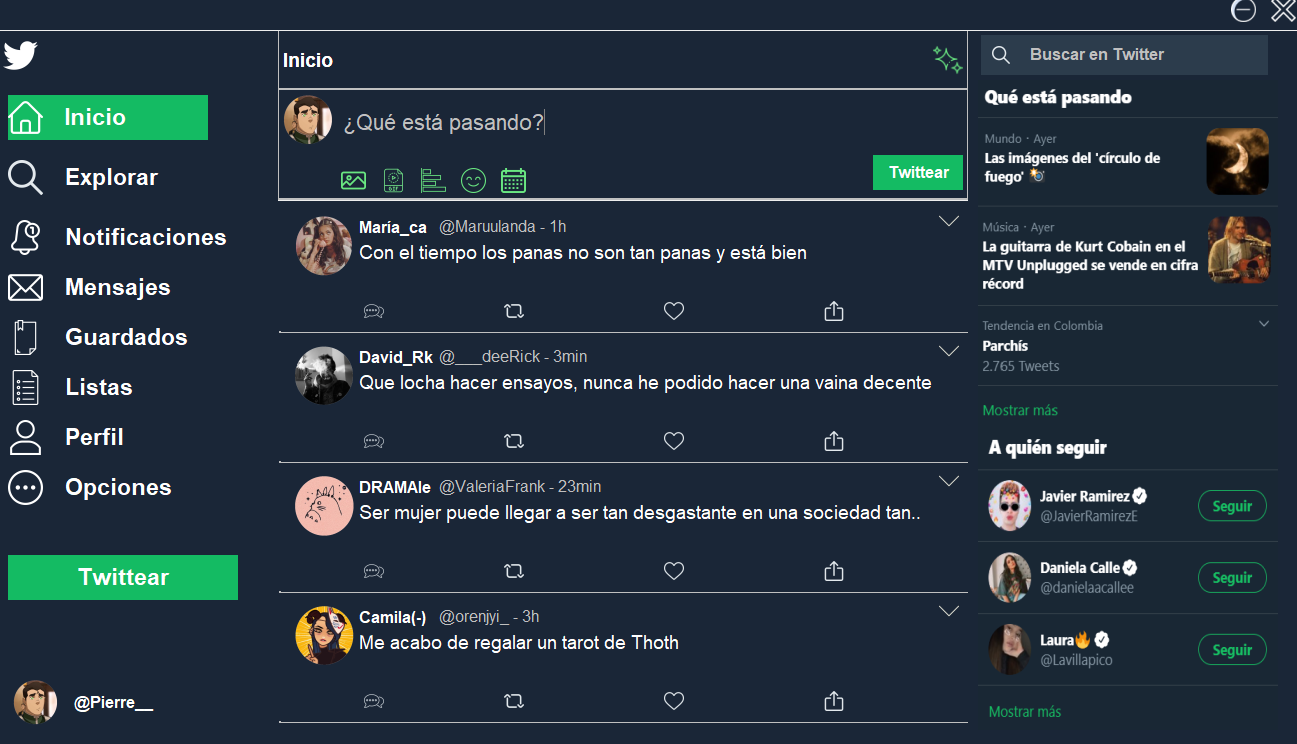 Inicio
Explorar
Notificaciones
Mensajes
Guardados
Listas
Perfil
Opciones
Twittear
@Pierre__
Inicio
¿Qué está pasando?
GIF
Twittear
María_ca @Maruulanda - 1h
Con el tiempo los panas no son tan panas y está bien
David_Rk @___deeRick - 3min
Que locha hacer ensayos, nunca he podido hacer una vaina decente
DRAMAle @ValeriaFrank - 23min
Ser mujer puede llegar a ser tan desgastante en una sociedad tan..
Camila(-) @orenjyi_ - 3h
Me acabo de regalar un tarot de Thoth
Buscar en Twitter
Qué está pasando
Mundo · Ayer
Las imágenes del 'círculo de
fuego' 📸
Música · Ayer
La guitarra de Kurt Cobain en el
MTV Unplugged se vende en cifra
récord
Tendencia en Colombia
Parchís
2.765 Tweets
Mostrar más
A quién seguir
Javier Ramirez
@JavierRamirezE
Seguir
Daniela Calle
@danielaacallee
Seguir
Laura🔥
@Lavillapico
Seguir
Mostrar más